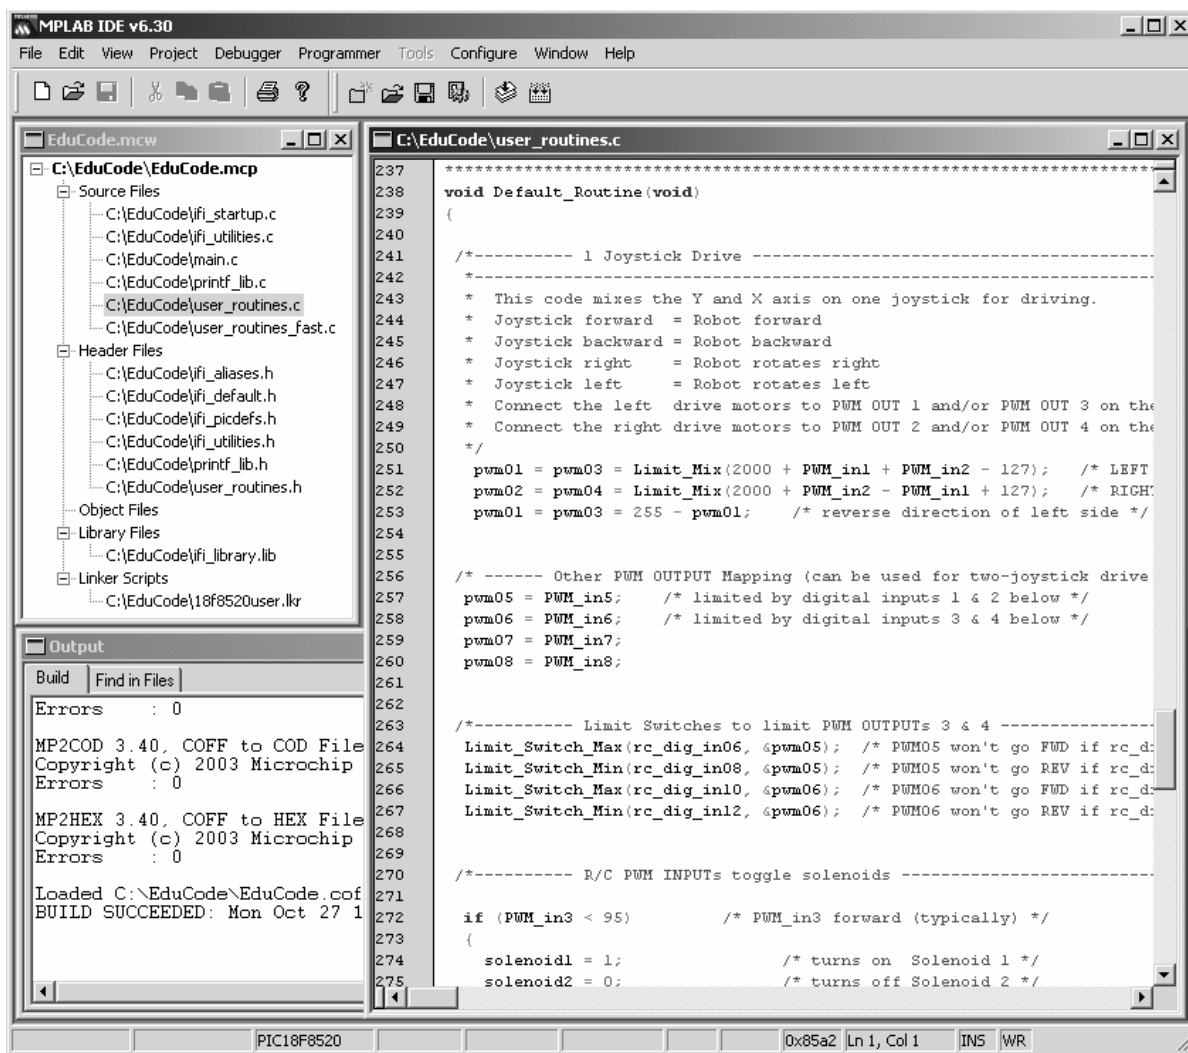 MPLAB IDE v6.30
File Edit View Project Debugger Programmer Tools Configure Window Help
EduCode.mcw
C:\EduCode\EduCode.mcp
Source Files
C:\EduCode\ifi_startup.c
C:\EduCode\ifi_utilities.c
C:\EduCode\main.c
C:\EduCode\printf_lib.c
C:\EduCode\user_routines.c
C:\EduCode\user_routines_fast.c
Header Files
C:\EduCode\ifi_aliases.h
C:\EduCode\ifi_default.h
C:\EduCode\ifi_picdefs.h
C:\EduCode\ifi_utilities.h
C:\EduCode\printf_lib.h
C:\EduCode\user_routines.h
Object Files
Library Files
C:\EduCode\ifi_library.lib
Linker Scripts
C:\EduCode\18f8520user.lkr
Output
Build Find in Files
Errors : 0
MP2COD 3.40, COFF to COD File
Copyright (c) 2003 Microchip
Errors : 0
MP2HEX 3.40, COFF to HEX File
Copyright (c) 2003 Microchip
Errors : 0
Loaded C:\EduCode\EduCode.cof
BUILD SUCCEEDED: Mon Oct 27 1
C:\EduCode\user_routines.c
237 *******************************************************************************
238 void Default_Routine(void)
239 {
240
241 /*---------- 1 Joystick Drive ----------------------------------------
242 *---------------------------------------------------------------------
243 * This code mixes the Y and X axis on one joystick for driving.
244 * Joystick forward = Robot forward
245 * Joystick backward = Robot backward
246 * Joystick right = Robot rotates right
247 * Joystick left = Robot rotates left
248 * Connect the left drive motors to PWM OUT 1 and/or PWM OUT 3 on the
249 * Connect the right drive motors to PWM OUT 2 and/or PWM OUT 4 on the
250 */
251 pwm01 = pwm03 = Limit_Mix(2000 + PWM_in1 + PWM_in2 - 127); /* LEFT
252 pwm02 = pwm04 = Limit_Mix(2000 + PWM_in2 - PWM_in1 + 127); /* RIGHT
253 pwm01 = pwm03 = 255 - pwm01; /* reverse direction of left side */
254
255
256 /* ------ Other PWM OUTPUT Mapping (can be used for two-joystick drive
257 pwm05 = PWM_in5; /* limited by digital inputs 1 & 2 below */
258 pwm06 = PWM_in6; /* limited by digital inputs 3 & 4 below */
259 pwm07 = PWM_in7;
260 pwm08 = PWM_in8;
261
262
263 /*---------- Limit Switches to limit PWM OUTPUTs 3 & 4 ---------------
264 Limit_Switch_Max(rc_dig_in06, &pwm05); /* PWM05 won't go FWD if rc_di
265 Limit_Switch_Min(rc_dig_in08, &pwm05); /* PWM05 won't go REV if rc_di
266 Limit_Switch_Max(rc_dig_in10, &pwm06); /* PWM06 won't go FWD if rc_di
267 Limit_Switch_Min(rc_dig_in12, &pwm06); /* PWM06 won't go REV if rc_di
268
269
270 /*---------- R/C PWM INPUTs toggle solenoids -------------------------
271
272 if (PWM_in3 < 95) /* PWM_in3 forward (typically) */
273 {
274 solenoid1 = 1; /* turns on Solenoid 1 */
275 solenoid2 = 0; /* turns off Solenoid 2 */
PIC18F8520 0x85a2 Ln 1, Col 1 INS WR